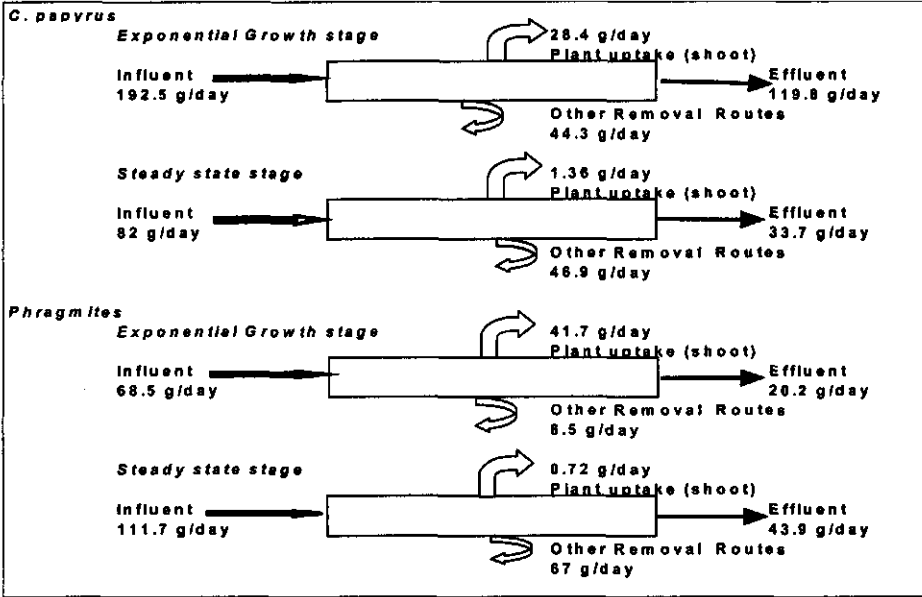 C. papyrus
Exponential Growth stage
28.4 g/day
Plant uptake (shoot)
Influent
192.5 g/day
Effluent
119.8 g/day
Other Removal Routes
44.3 g/day
Steady state stage
1.36 g/day
Plant uptake (shoot)
Influent
82 g/day
Effluent
33.7 g/day
Other Removal Routes
46.9 g/day
Phragmites
Exponential Growth stage
41.7 g/day
Plant uptake (shoot)
Influent
68.5 g/day
Effluent
20.2 g/day
Other Removal Routes
6.5 g/day
Steady state stage
0.72 g/day
Plant uptake (shoot)
Influent
111.7 g/day
Effluent
43.9 g/day
Other Removal Routes
67 g/day